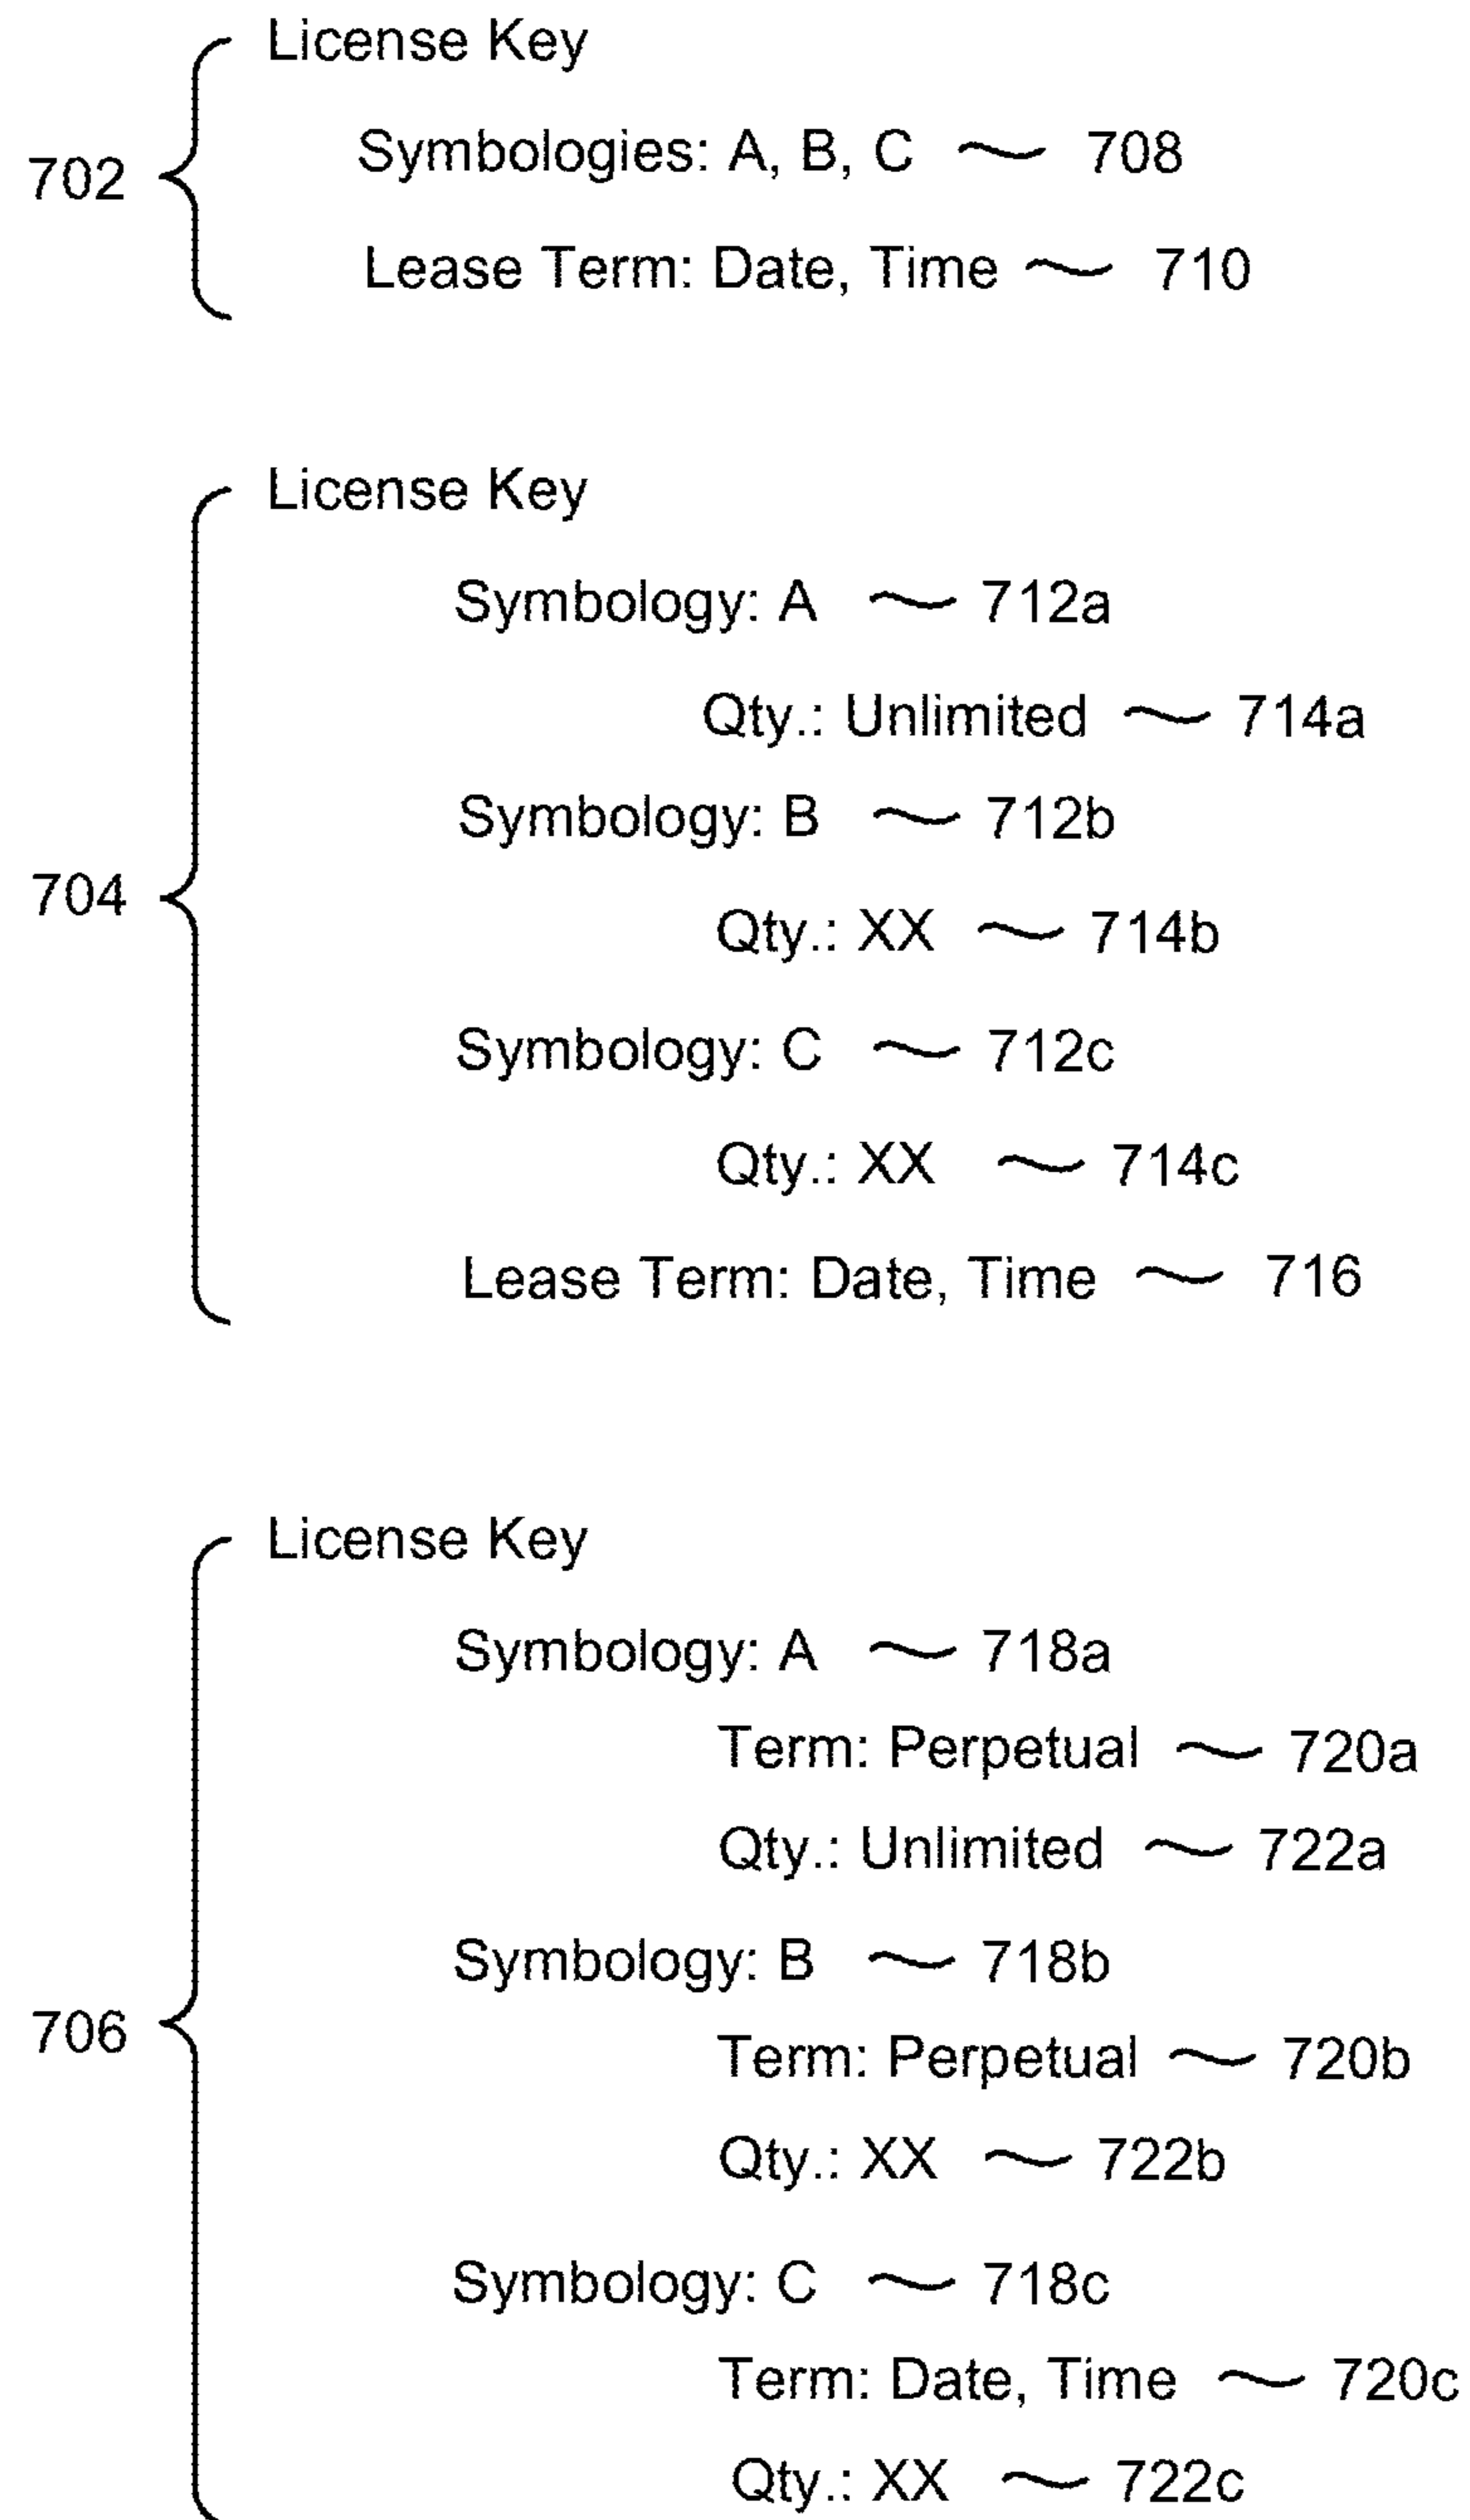 License Key
Symbologies: A, B, C 708
702
Lease Term: Date, Time 710
License Key
Symbology: A 712a
Qty.: Unlimited 714a
Symbology: B 712b
704
Qty.: XX 714b
Symbology: C 712c
Qty.: XX 714c
Lease Term: Date, Time 716
License Key
Symbology: A 718a
Term: Perpetual 720a
Qty.: Unlimited 722a
Symbology: B 718b
706
Term: Perpetual 720b
Qty.: XX 722b
Symbology: C 718c
Term: Date, Time 720c
Qty.: XX 722c